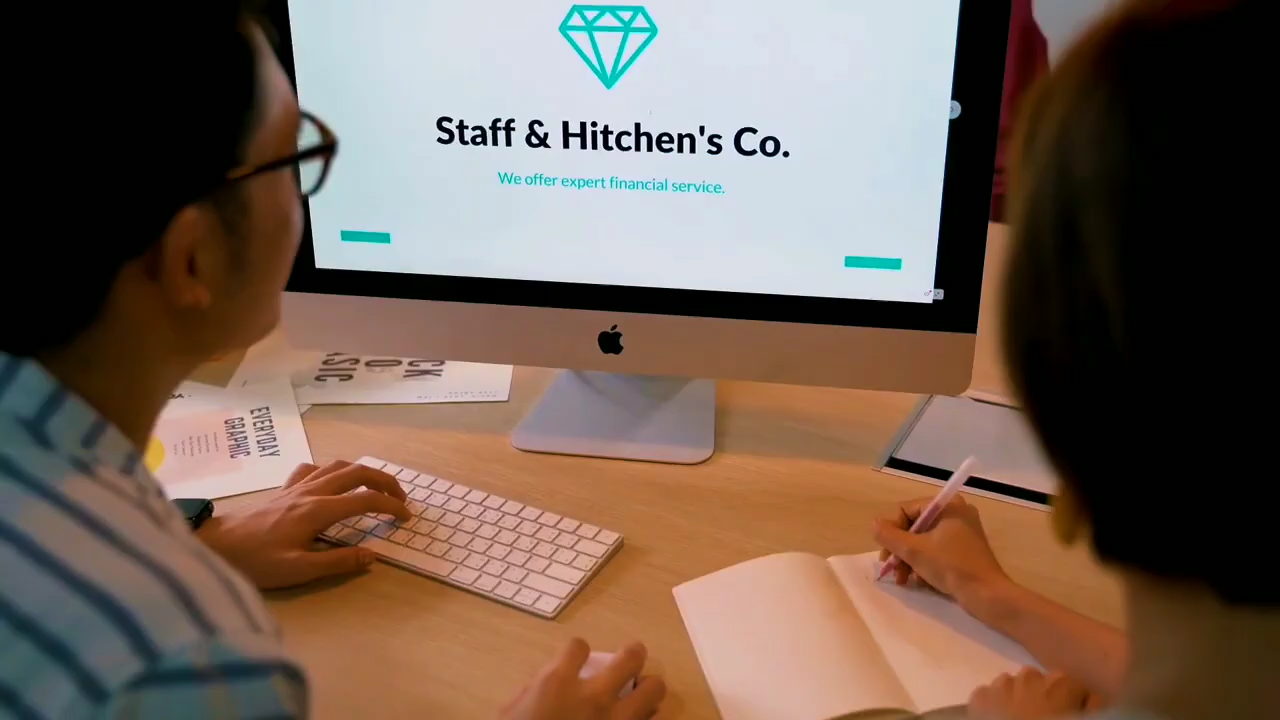 Staff & Hitchen's Co.
We offer expert financial service.
EVERYDAY
GRAPHIC